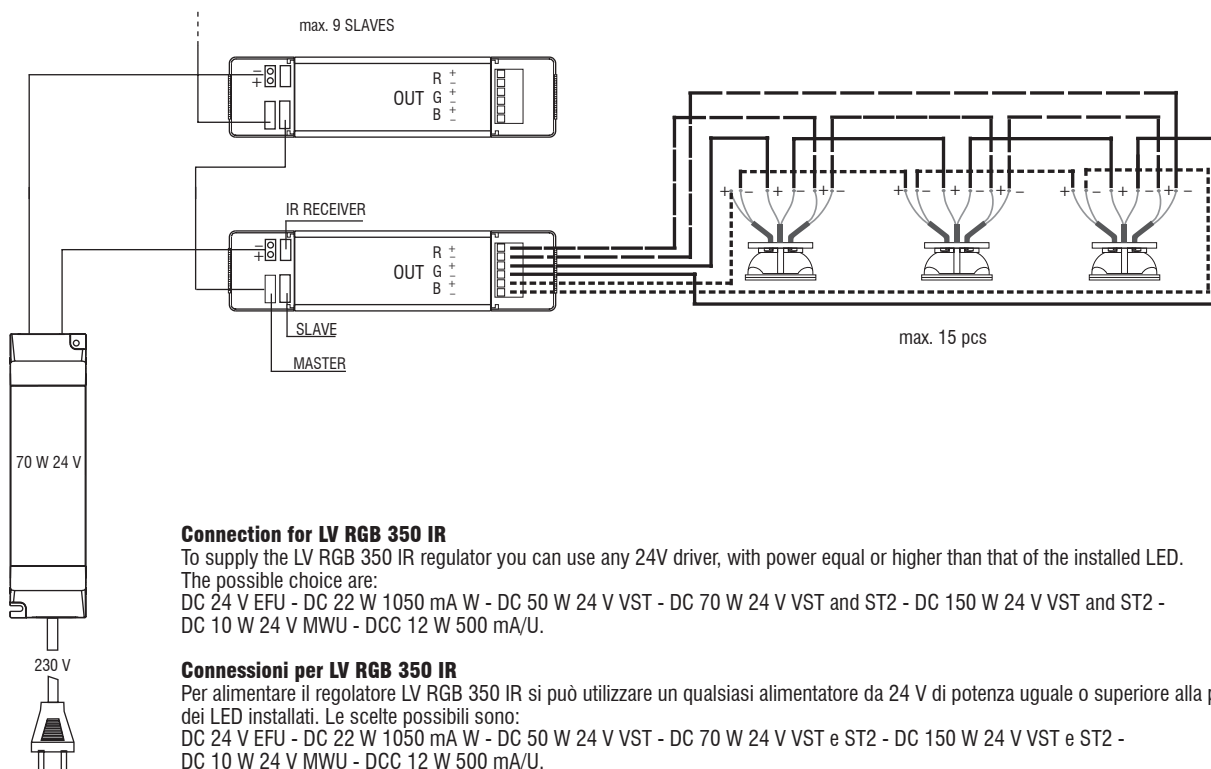 max. 9 SLAVES
− +
R + −
OUT G + −
B + −
IR RECEIVER
− +
R + −
OUT G + −
B + −
SLAVE
MASTER
+ − + − + −
+ − + − + −
+ − + − + −
max. 15 pcs
70 W 24 V
230 V
Connection for LV RGB 350 IR
To supply the LV RGB 350 IR regulator you can use any 24V driver, with power equal or higher than that of the installed LED.
The possible choice are:
DC 24 V EFU - DC 22 W 1050 mA W - DC 50 W 24 V VST - DC 70 W 24 V VST and ST2 - DC 150 W 24 V VST and ST2 -
DC 10 W 24 V MWU - DCC 12 W 500 mA/U.
Connessioni per LV RGB 350 IR
Per alimentare il regolatore LV RGB 350 IR si può utilizzare un qualsiasi alimentatore da 24 V di potenza uguale o superiore alla
dei LED installati. Le scelte possibili sono:
DC 24 V EFU - DC 22 W 1050 mA W - DC 50 W 24 V VST - DC 70 W 24 V VST e ST2 - DC 150 W 24 V VST e ST2 -
DC 10 W 24 V MWU - DCC 12 W 500 mA/U.